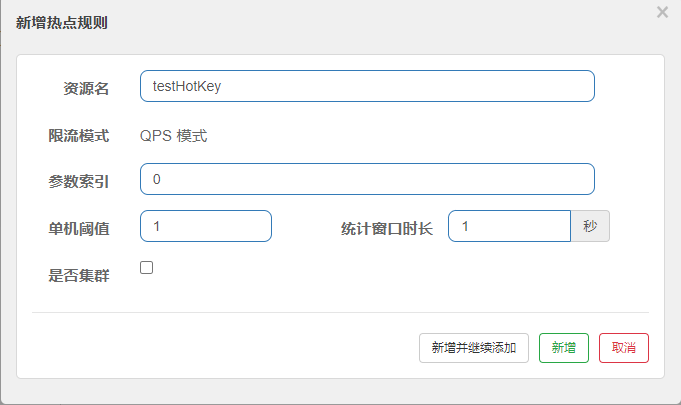 新增热点规则
×
资源名 testHotKey
限流模式 QPS 模式
参数索引 0
单机阈值 1 统计窗口时长 1 秒
是否集群
新增并继续添加 新增 取消